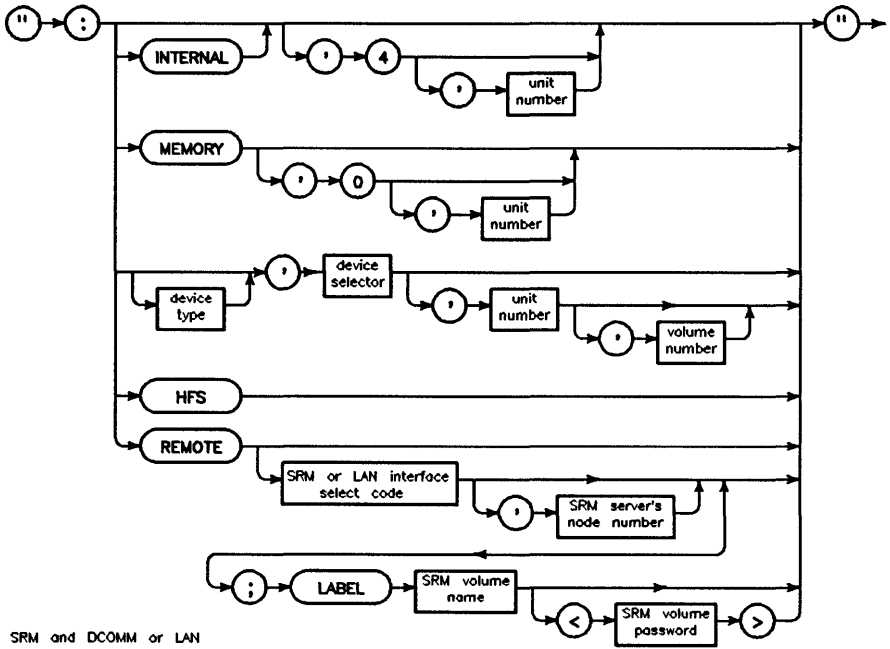 " : "
INTERNAL , 4
, unit number
MEMORY
, 0
, unit number
device type , device selector
, unit number
, volume number
HFS
REMOTE
SRM or LAN interface select code
, SRM server's node number
; LABEL SRM volume name
< SRM volume password >
SRM and DCOMM or LAN